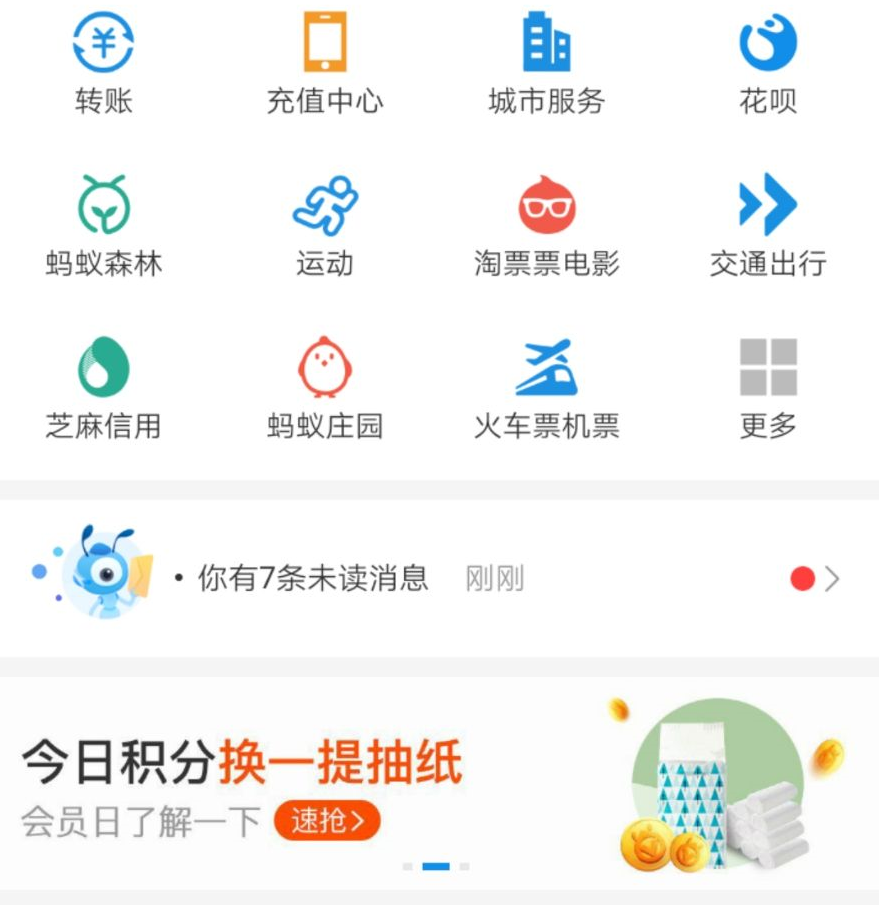 转账 充值中心 城市服务 花呗
蚂蚁森林 运动 淘票票电影 交通出行
芝麻信用 蚂蚁庄园 火车票机票 更多
· 你有7条未读消息 刚刚
今日积分换一提抽纸
会员日了解一下 速抢>